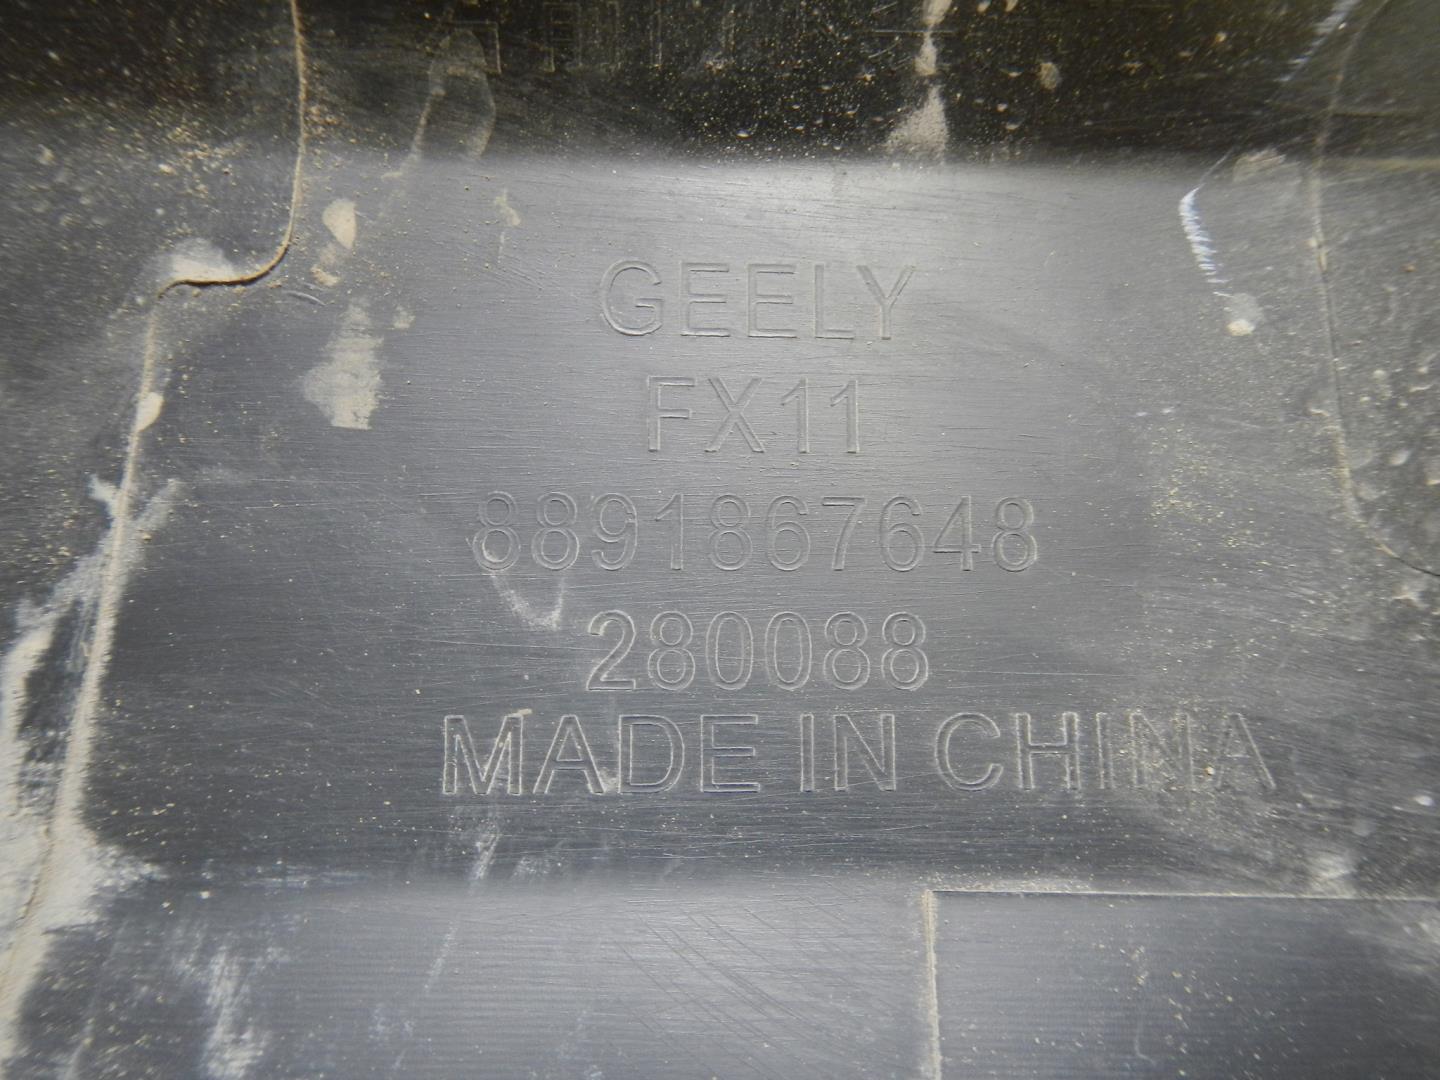 GEELY
FX11
8891867648
280088
MADE IN CHINA